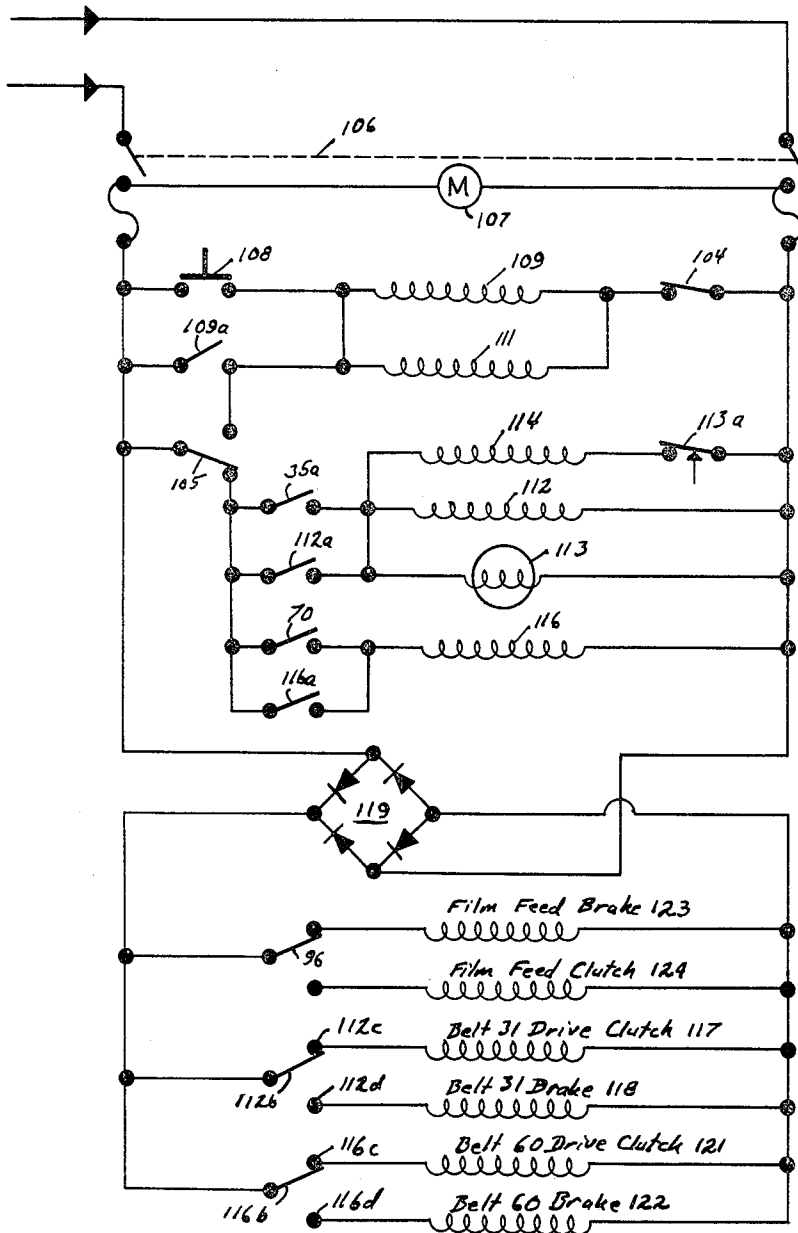 106
M
107
108
109
104
109a
111
105
114
113a
35a
112
112a
113
70
116
116a
119
Film Feed Brake 123
96
Film Feed Clutch 124
112c
Belt 31 Drive Clutch 117
112b
112d
Belt 31 Brake 118
116c
Belt 60 Drive Clutch 121
116b
116d
Belt 60 Brake 122